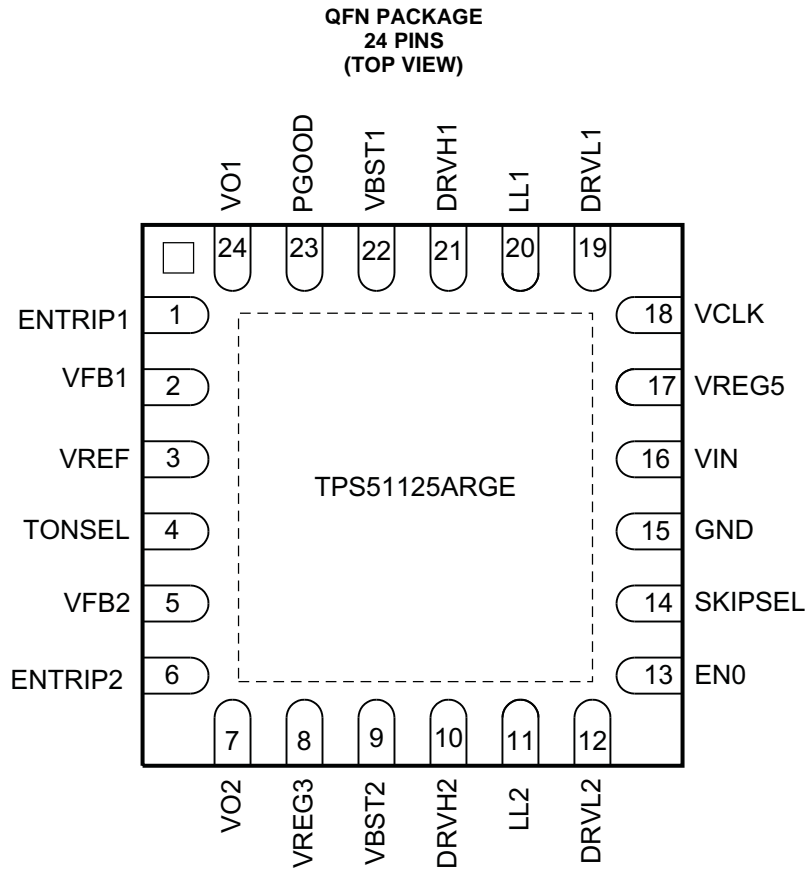 QFN PACKAGE
24 PINS
(TOP VIEW)
VO1
PGOOD
VBST1
DRVH1
LL1
DRVL1
24
23
22
21
20
19
ENTRIP1
1
18
VCLK
VFB1
2
17
VREG5
VREF
3
16
VIN
TPS51125ARGE
TONSEL
4
15
GND
VFB2
5
14
SKIPSEL
ENTRIP2
6
13
EN0
7
8
9
10
11
12
VO2
VREG3
VBST2
DRVH2
LL2
DRVL2